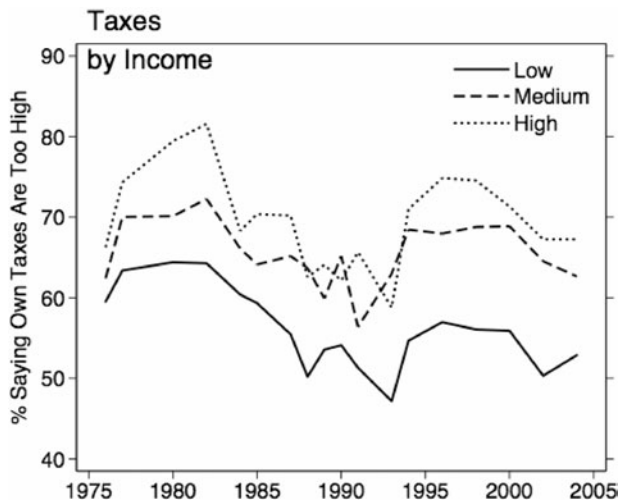 Taxes
by Income
Low
Medium
High
% Saying Own Taxes Are Too High
90
80
70
60
50
40
1975 1980 1985 1990 1995 2000 2005